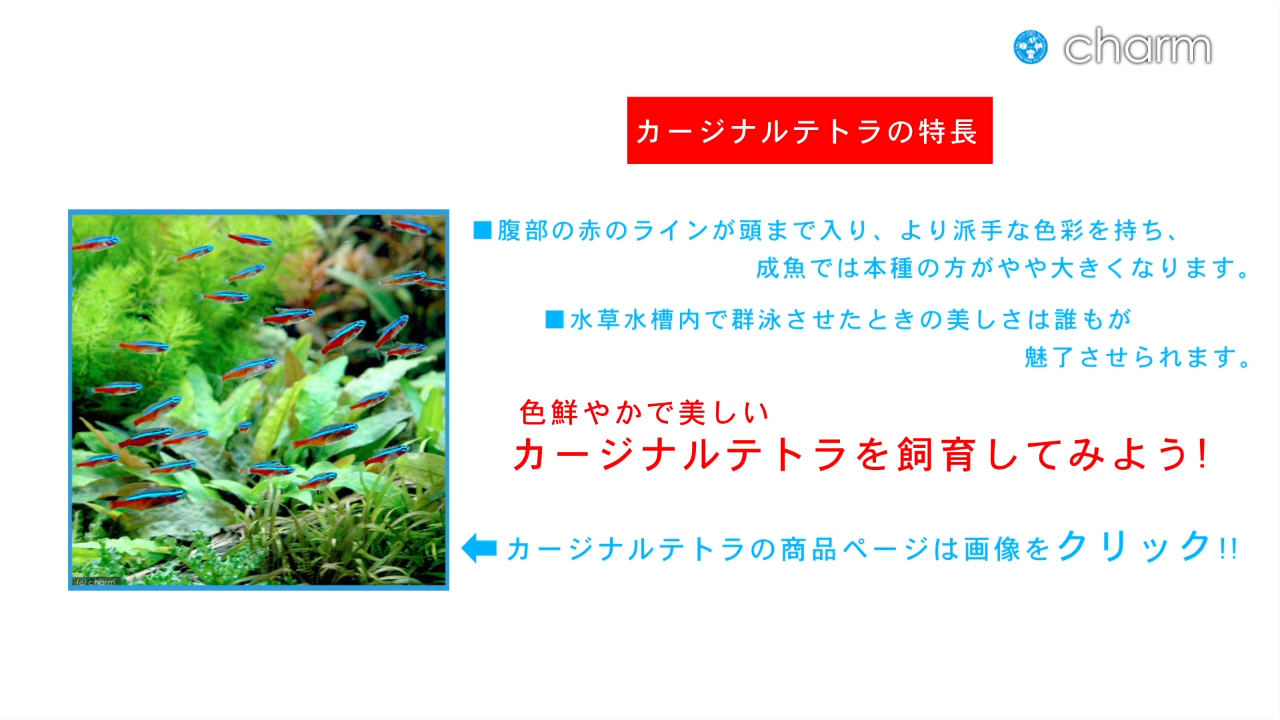 charm
カージナルテトラの特長
■腹部の赤のラインが頭まで入り、より派手な色彩を持ち、
成魚では本種の方がやや大きくなります。
■水草水槽内で群泳させたときの美しさは誰もが
魅了させられます。
色鮮やかで美しい
カージナルテトラを飼育してみよう!
カージナルテトラの商品ページは画像をクリック!!
(c) charm